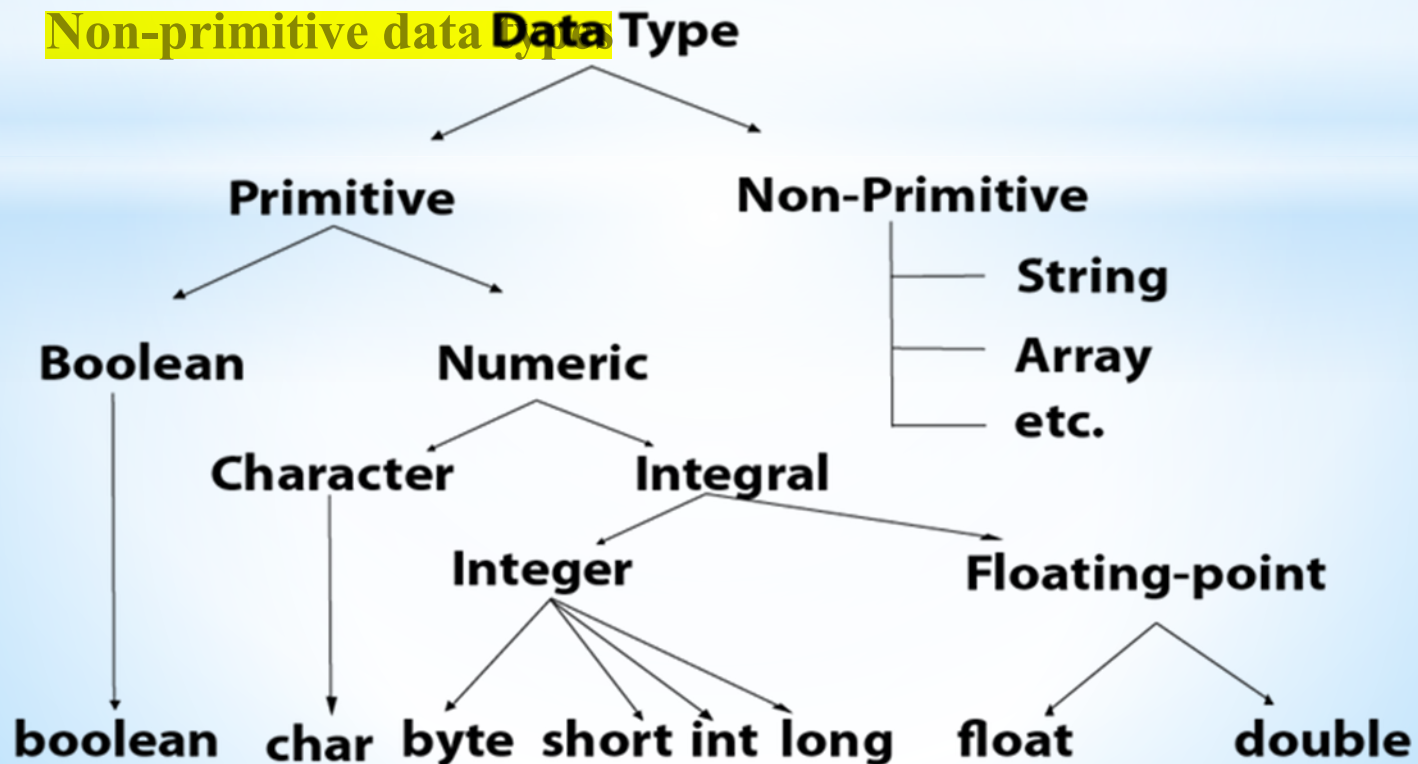 Non-primitive data types
Data Type
Primitive
Non-Primitive
String
Array
etc.
Boolean
Numeric
Character
Integral
Integer
Floating-point
boolean
char
byte
short
int
long
float
double